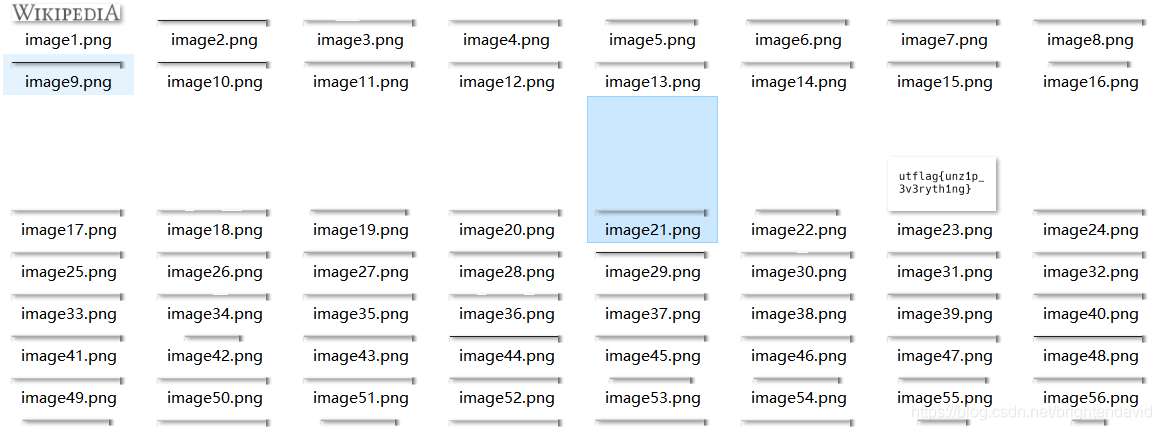 WIKIPEDIA
image1.png image2.png image3.png image4.png image5.png image6.png image7.png image8.png
image9.png image10.png image11.png image12.png image13.png image14.png image15.png image16.png
utflag{unz1p_
3v3ryth1ng}
image17.png image18.png image19.png image20.png image21.png image22.png image23.png image24.png
image25.png image26.png image27.png image28.png image29.png image30.png image31.png image32.png
image33.png image34.png image35.png image36.png image37.png image38.png image39.png image40.png
image41.png image42.png image43.png image44.png image45.png image46.png image47.png image48.png
image49.png image50.png image51.png image52.png image53.png image54.png image55.png image56.png
https://blog.csdn.net/brightendavid